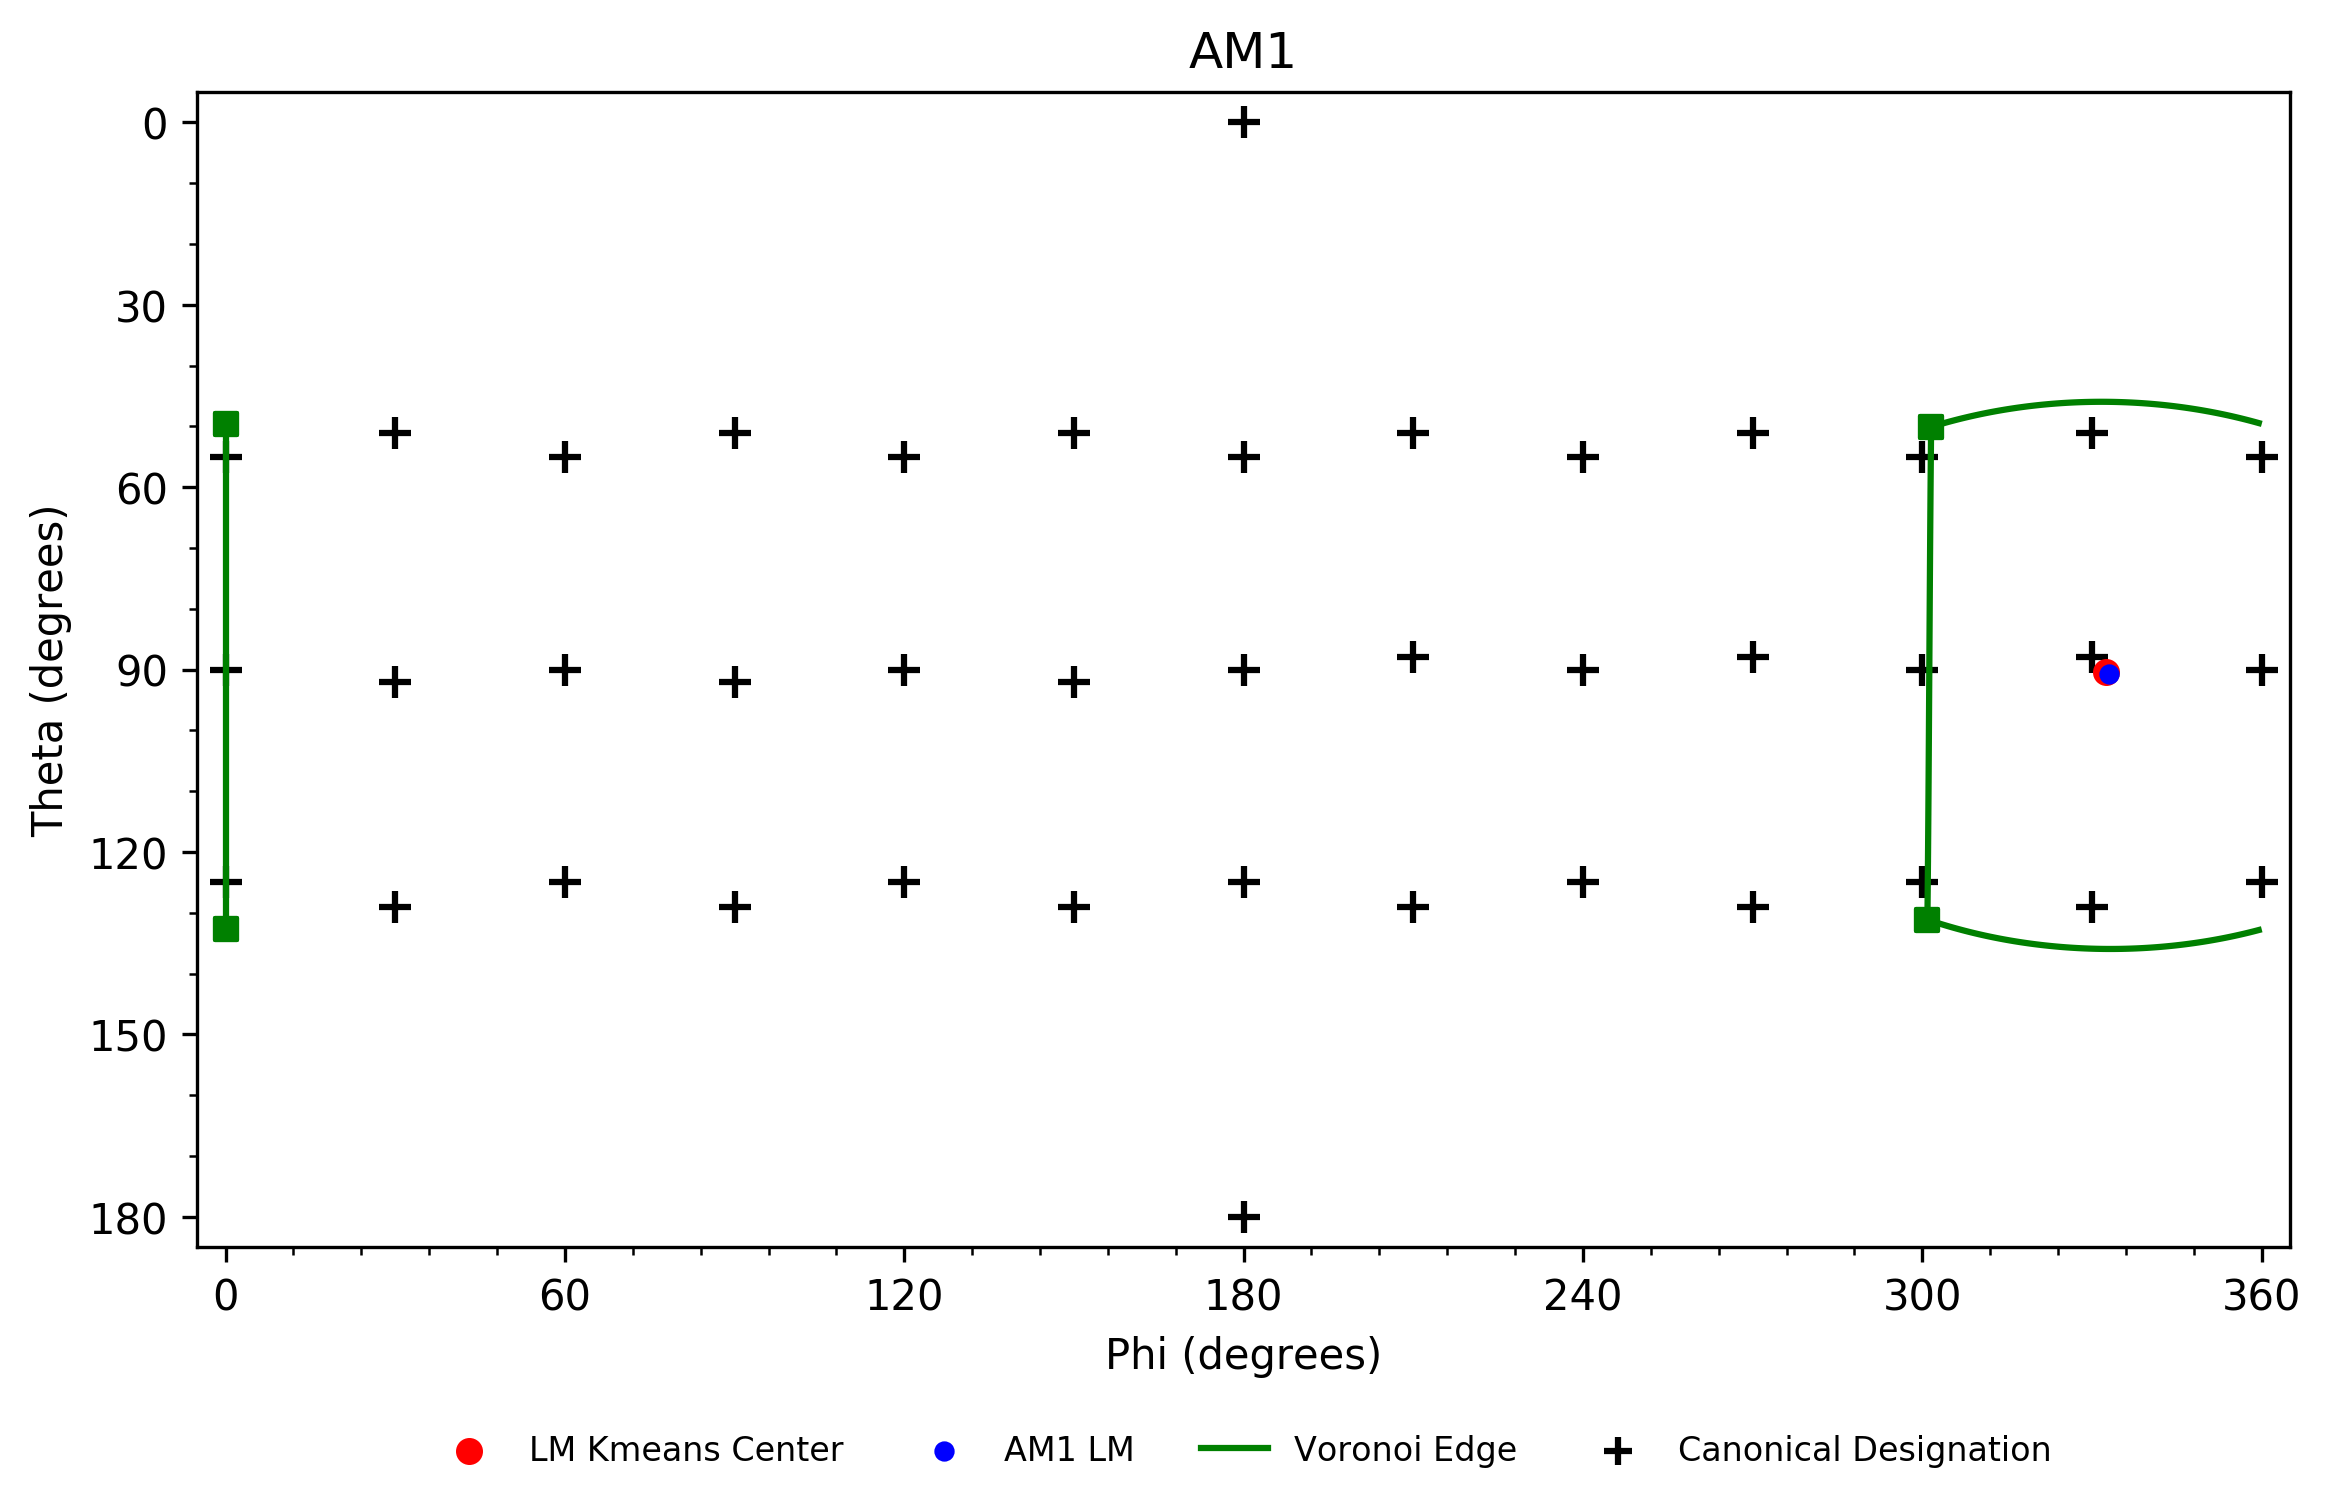 AM1
0
30
60
90
120
150
180
Theta (degrees)
0 60 120 180 240 300 360
Phi (degrees)
LM Kmeans Center AM1 LM Voronoi Edge Canonical Designation